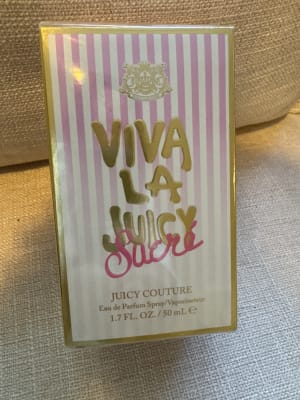 VIVA
LA
JUICY
Sucré
JUICY COUTURE
Eau de Parfum Spray/Vaporisateur
1.7 FL. OZ. / 50 mL ℮